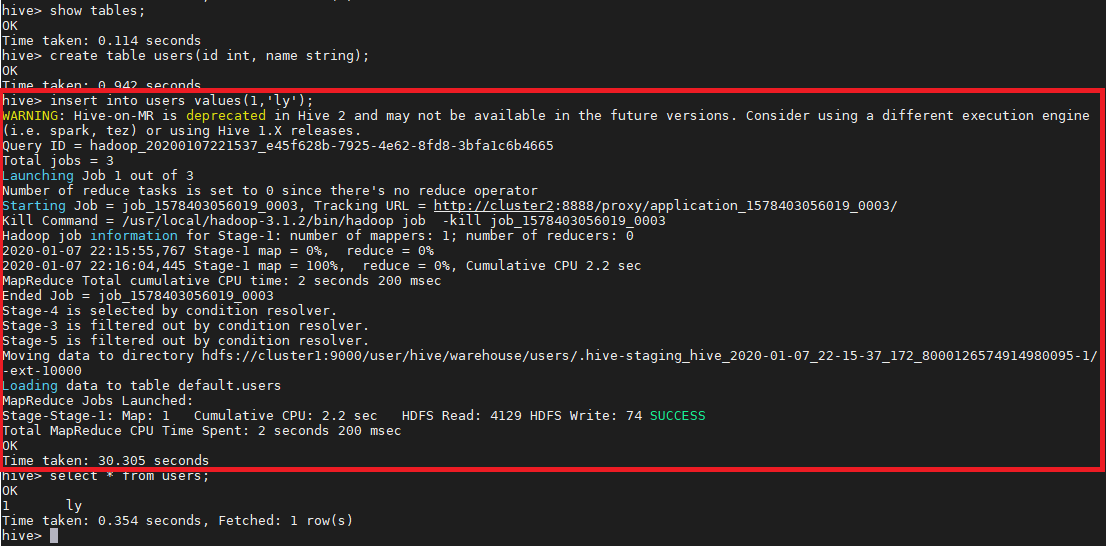 hive> show tables;
OK
Time taken: 0.114 seconds
hive> create table users(id int, name string);
OK
Time taken: 0.942 seconds
hive> insert into users values(1,'ly');
WARNING: Hive-on-MR is deprecated in Hive 2 and may not be available in the future versions. Consider using a different execution engine
(i.e. spark, tez) or using Hive 1.X releases.
Query ID = hadoop_20200107221537_e45f628b-7925-4e62-8fd8-3bfa1c6b4665
Total jobs = 3
Launching Job 1 out of 3
Number of reduce tasks is set to 0 since there's no reduce operator
Starting Job = job_1578403056019_0003, Tracking URL = http://cluster2:8888/proxy/application_1578403056019_0003/
Kill Command = /usr/local/hadoop-3.1.2/bin/hadoop job  -kill job_1578403056019_0003
Hadoop job information for Stage-1: number of mappers: 1; number of reducers: 0
2020-01-07 22:15:55,767 Stage-1 map = 0%,  reduce = 0%
2020-01-07 22:16:04,445 Stage-1 map = 100%,  reduce = 0%, Cumulative CPU 2.2 sec
MapReduce Total cumulative CPU time: 2 seconds 200 msec
Ended Job = job_1578403056019_0003
Stage-4 is selected by condition resolver.
Stage-3 is filtered out by condition resolver.
Stage-5 is filtered out by condition resolver.
Moving data to directory hdfs://cluster1:9000/user/hive/warehouse/users/.hive-staging_hive_2020-01-07_22-15-37_172_8000126574914980095-1/
-ext-10000
Loading data to table default.users
MapReduce Jobs Launched:
Stage-Stage-1: Map: 1   Cumulative CPU: 2.2 sec   HDFS Read: 4129 HDFS Write: 74 SUCCESS
Total MapReduce CPU Time Spent: 2 seconds 200 msec
OK
Time taken: 30.305 seconds
hive> select * from users;
OK
1       ly
Time taken: 0.354 seconds, Fetched: 1 row(s)
hive>